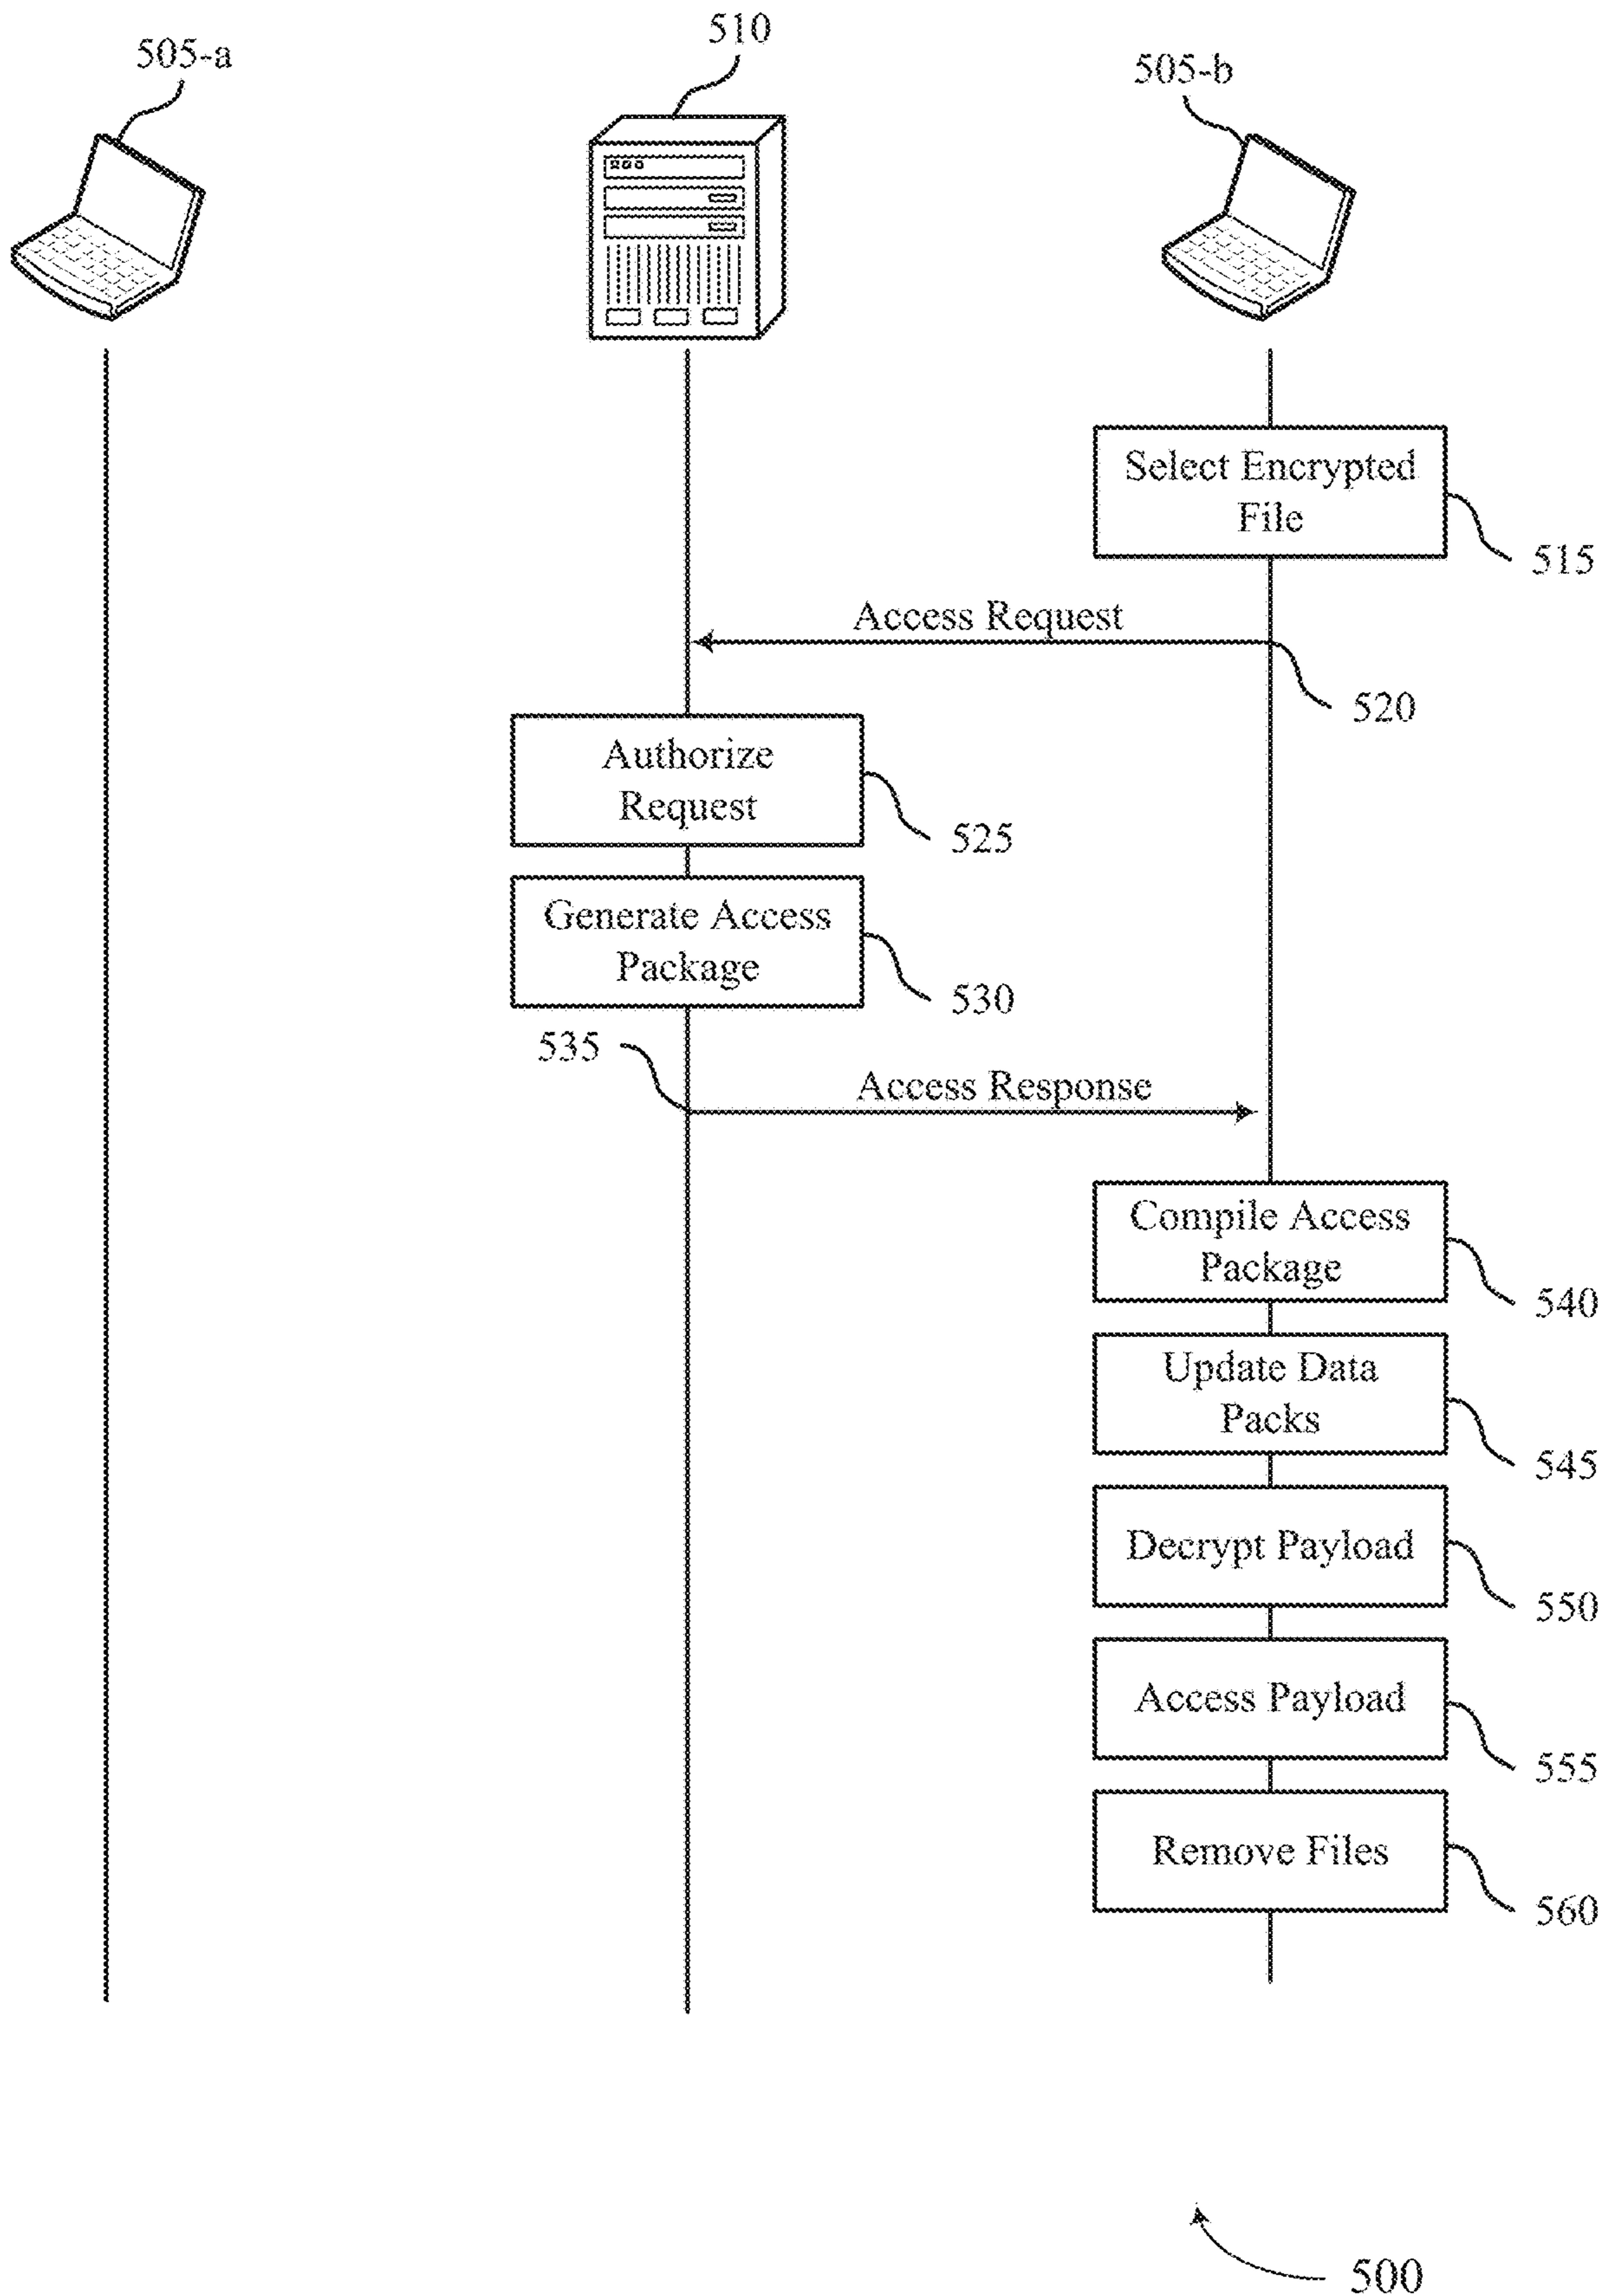 510
505-a
505-b
Select Encrypted
File
515
Access Request
520
Authorize
Request
525
Generate Access
Package
530
535
Access Response
Compile Access
Package
540
Update Data
Packs
545
Decrypt Payload
550
Access Payload
555
Remove Files
560
500